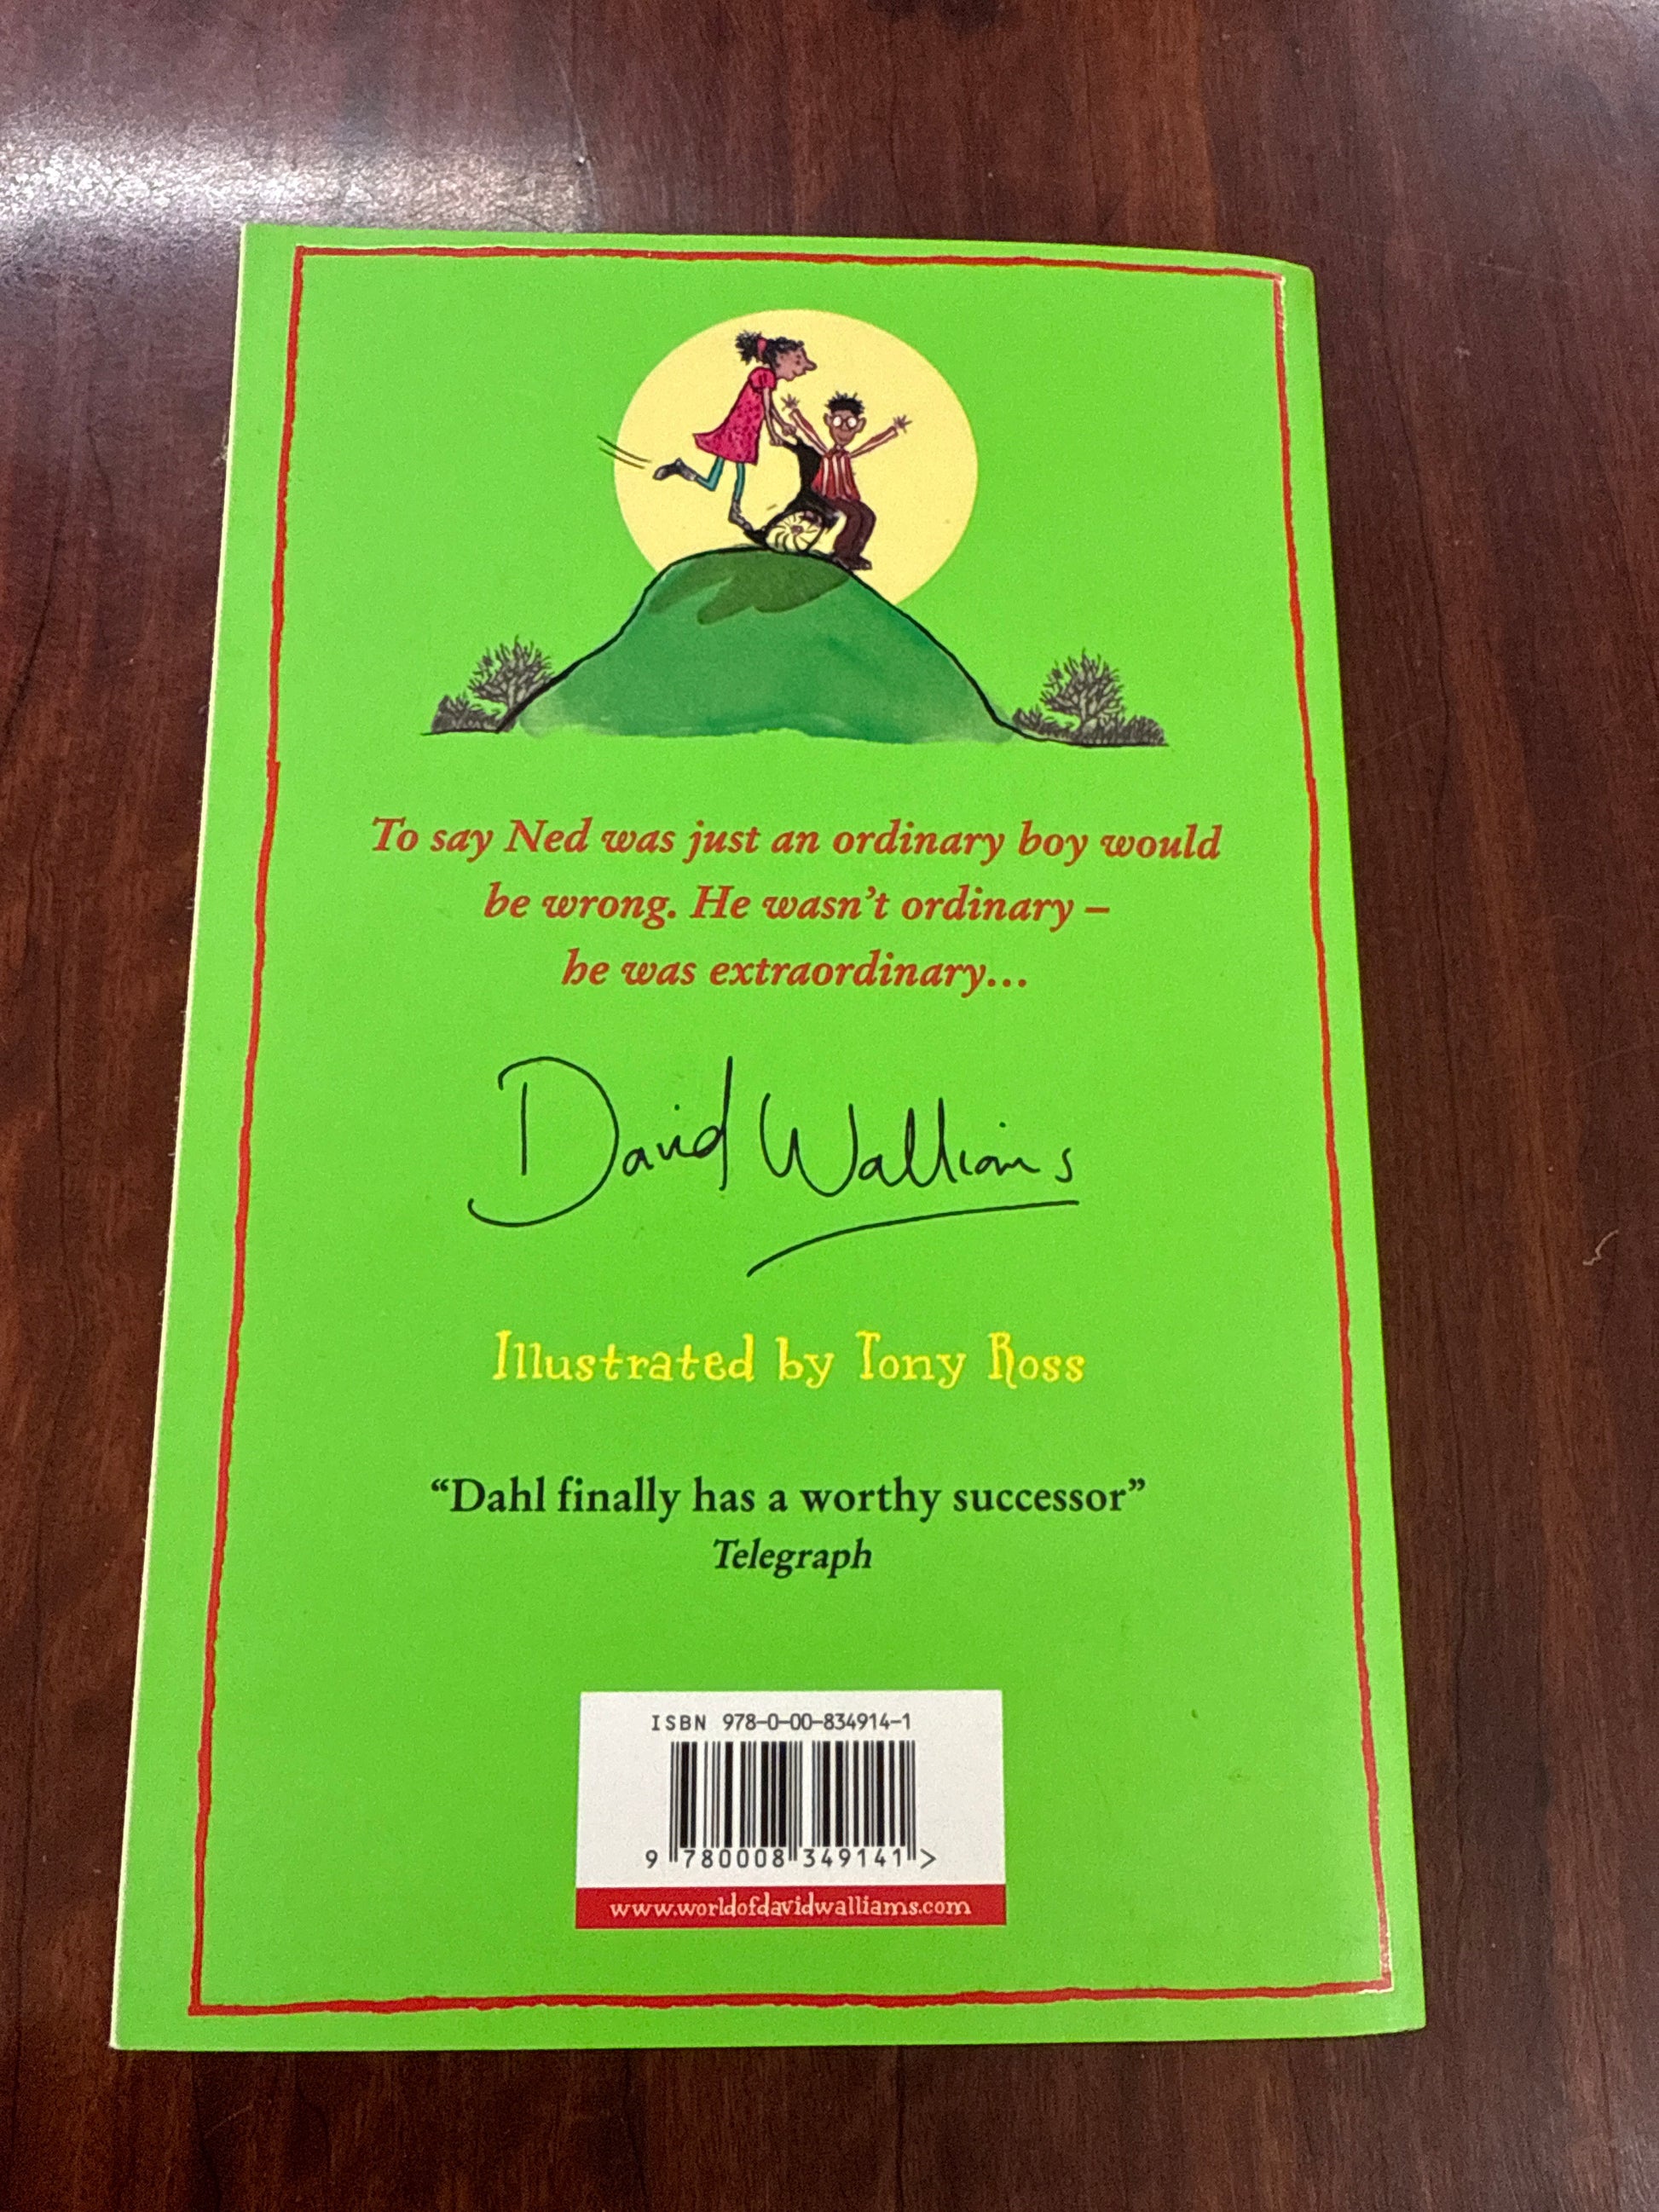 To say Ned was just an ordinary boy would
be wrong. He wasn't ordinary –
he was extraordinary...
David Walliams
Illustrated by Tony Ross
“Dahl finally has a worthy successor”
Telegraph
ISBN 978-0-00-834914-1
9 780008 349141 >
www.worldofdavidwalliams.com